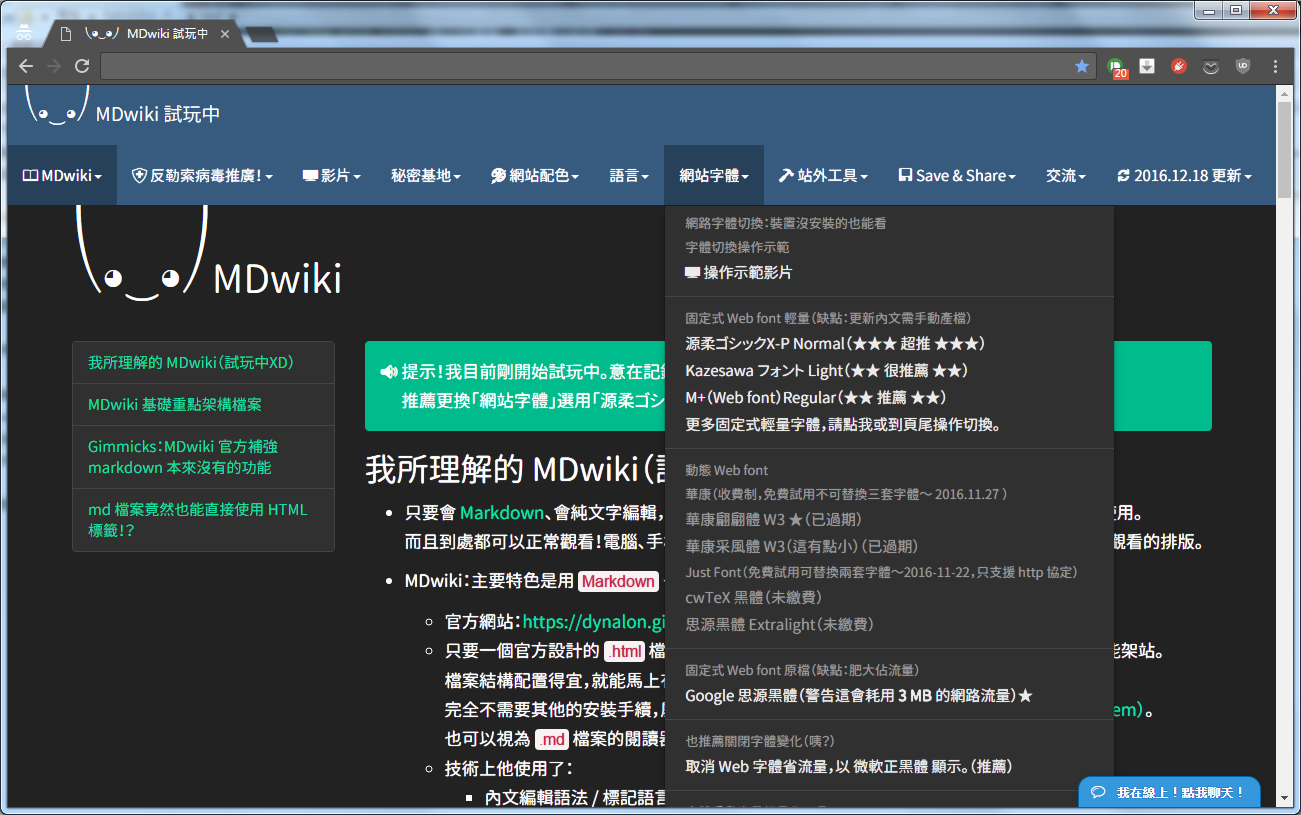 MDwiki 試玩中
20
MDwiki 試玩中
MDwiki
反勒索病毒推廣！
影片
秘密基地
網站配色
語言
網站字體
站外工具
Save & Share
交流
2016.12.18 更新
MDwiki
我所理解的 MDwiki（試玩中XD）
MDwiki 基礎重點架構檔案
Gimmicks：MDwiki 官方補強
markdown 本來沒有的功能
md 檔案竟然也能直接使用 HTML
標籤!？
提示！我目前剛開始試玩中。意在記
推薦更換「網站字體」選用「源柔ゴシ
我所理解的 MDwiki（
只要會 Markdown、會純文字編輯，
用。
而且到處都可以正常觀看！電腦、手
觀看的排版。
MDwiki：主要特色是用 Markdown
官方網站：https://dynalon.gi
只要一個官方設計的 .html 檔
能架站。
檔案結構配置得宜，就能馬上
完全不需要其他的安裝手續，
em）。
也可以視為 .md 檔案的閱讀
技術上他使用了：
內文編輯語法 / 標記語言
網路字體切換：裝置沒安裝的也能看
字體切換操作示範
操作示範影片
固定式 Web font 輕量（缺點：更新內文需手動產檔）
源柔ゴシックX-P Normal（★★★ 超推 ★★★）
Kazesawa フォント Light（★★ 很推薦 ★★）
M+（Web font）Regular（★★ 推薦 ★★）
更多固定式輕量字體，請點我或到頁尾操作切換。
動態 Web font
華康（收費制，免費試用不可替換三套字體～ 2016.11.27 ）
華康翩翩體 W3 ★（已過期）
華康采風體 W3（這有點小）（已過期）
Just Font（免費試用可替換兩套字體～2016-11-22，只支援 http 協定）
cwTeX 黑體（未繳費）
思源黑體 Extralight（未繳費）
固定式 Web font 原檔（缺點：肥大佔流量）
Google 思源黑體（警告這會耗用 3 MB 的網路流量）★
也推薦關閉字體變化（咦?）
取消 Web 字體省流量，以 微軟正黑體 顯示。（推薦）
我在線上！點我聊天！